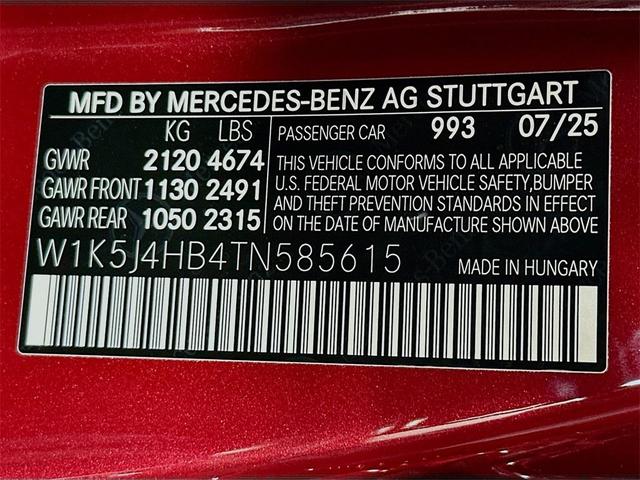 MFD BY MERCEDES-BENZ AG STUTTGART
KG LBS
GVWR 2120 4674
GAWR FRONT 1130 2491
GAWR REAR 1050 2315
PASSENGER CAR 993 07/25
THIS VEHICLE CONFORMS TO ALL APPLICABLE
U.S. FEDERAL MOTOR VEHICLE SAFETY,BUMPER
AND THEFT PREVENTION STANDARDS IN EFFECT
ON THE DATE OF MANUFACTURE SHOWN ABOVE
W1K5J4HB4TN585615
MADE IN HUNGARY